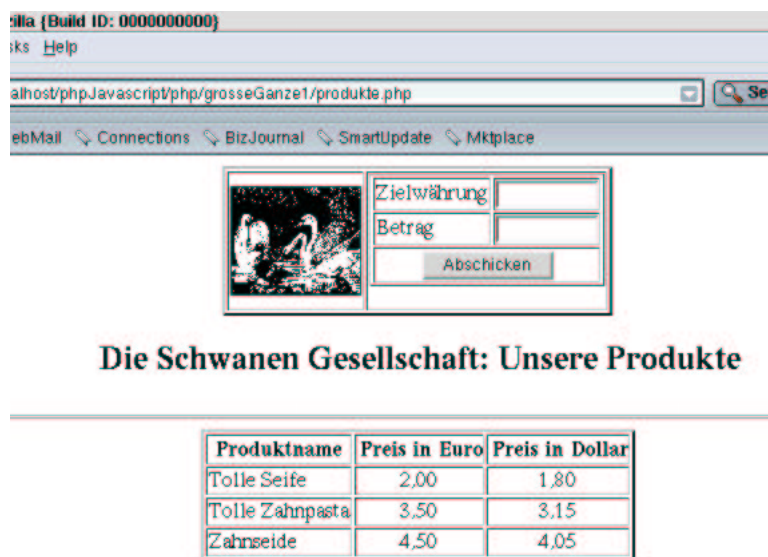 zilla {Build ID: 0000000000}
sks Help
alhost/phpJavascript/php/grosseGanze1/produkte.php Se
ebMail Connections BizJournal SmartUpdate Mktplace
Zielwährung
Betrag
Abschicken
Die Schwanen Gesellschaft: Unsere Produkte
Produktname Preis in Euro Preis in Dollar
Tolle Seife 2,00 1,80
Tolle Zahnpasta 3,50 3,15
Zahnseide 4,50 4,05